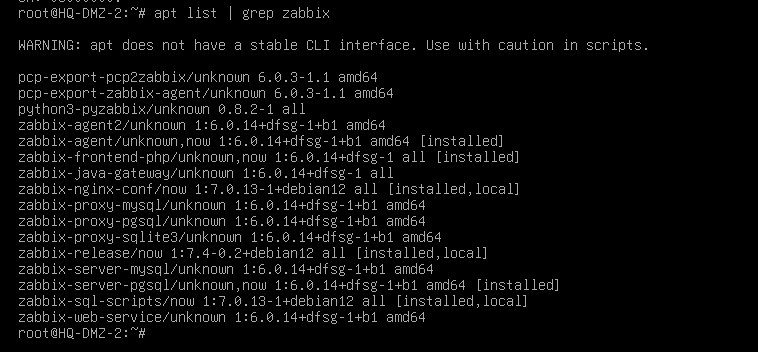 root@HQ-DMZ-2:~# apt list | grep zabbix
WARNING: apt does not have a stable CLI interface. Use with caution in scripts.
pcp-export-pcp2zabbix/unknown 6.0.3-1.1 amd64
pcp-export-zabbix-agent/unknown 6.0.3-1.1 amd64
python3-pyzabbix/unknown 0.8.2-1 all
zabbix-agent2/unknown 1:6.0.14+dfsg-1+b1 amd64
zabbix-agent/unknown,now 1:6.0.14+dfsg-1+b1 amd64 [installed]
zabbix-frontend-php/unknown,now 1:6.0.14+dfsg-1 all [installed]
zabbix-java-gateway/unknown 1:6.0.14+dfsg-1 all
zabbix-nginx-conf/now 1:7.0.13-1+debian12 all [installed,local]
zabbix-proxy-mysql/unknown 1:6.0.14+dfsg-1+b1 amd64
zabbix-proxy-pgsql/unknown 1:6.0.14+dfsg-1+b1 amd64
zabbix-proxy-sqlite3/unknown 1:6.0.14+dfsg-1+b1 amd64
zabbix-release/now 1:7.4-0.2+debian12 all [installed,local]
zabbix-server-mysql/unknown 1:6.0.14+dfsg-1+b1 amd64
zabbix-server-pgsql/unknown,now 1:6.0.14+dfsg-1+b1 amd64 [installed]
zabbix-sql-scripts/now 1:7.0.13-1+debian12 all [installed,local]
zabbix-web-service/unknown 1:6.0.14+dfsg-1+b1 amd64
root@HQ-DMZ-2:~#